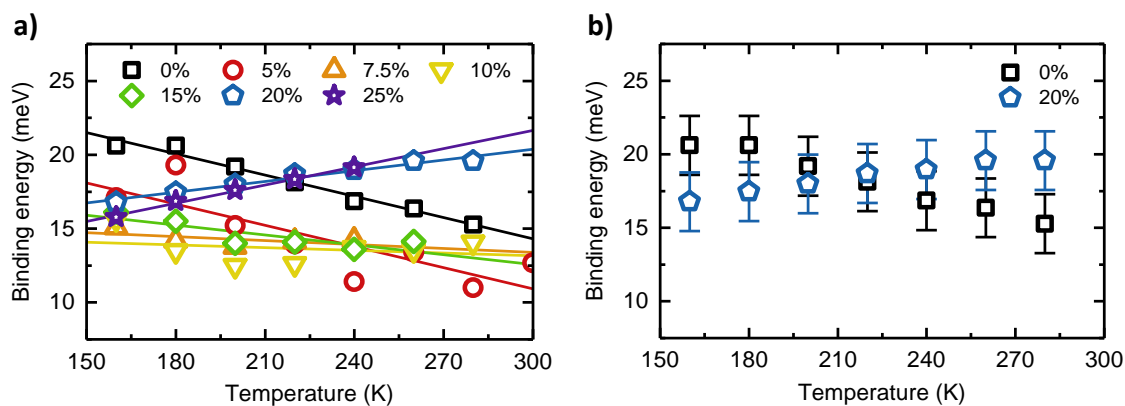 a)
Binding energy (meV)
25
20
15
10
0% 5% 7.5% 10%
15% 20% 25%
150 180 210 240 270 300
Temperature (K)
b)
Binding energy (meV)
25
20
15
10
0%
20%
150 180 210 240 270 300
Temperature (K)